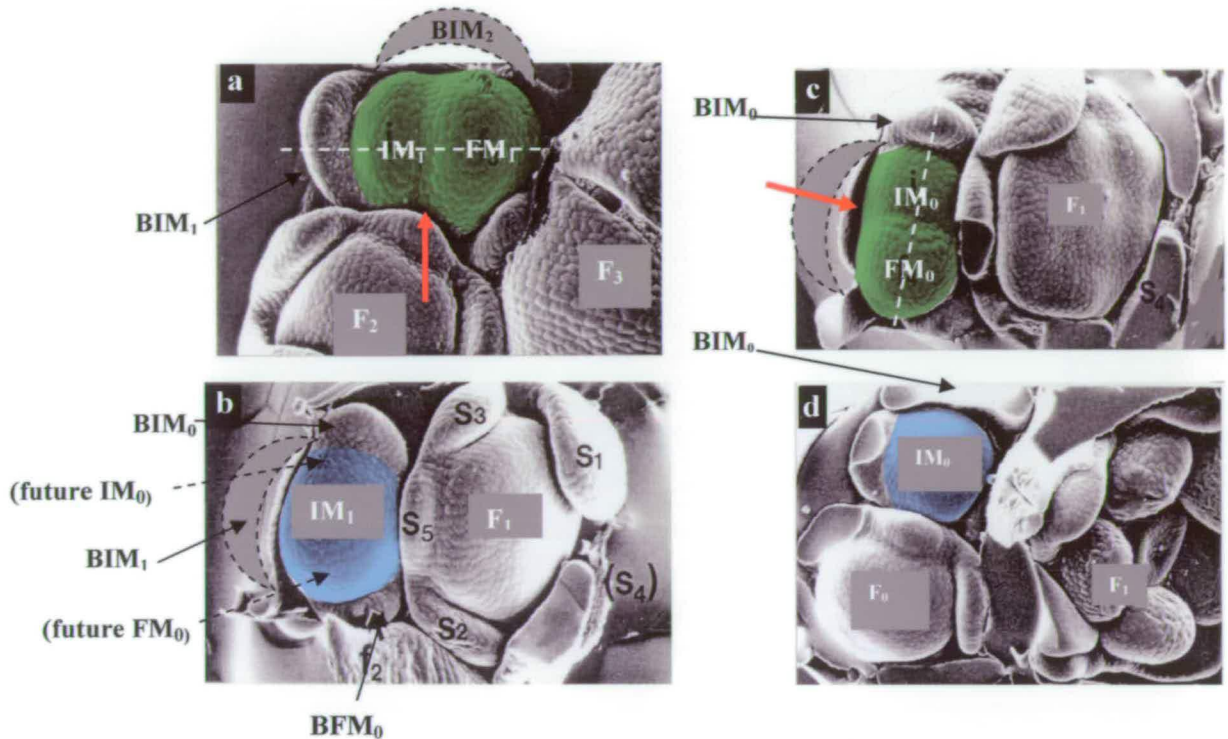 BIM₂
a
IM₁ FM₁
BIM₁
F₂
F₃
c
BIM₀
IM₀
F₁
FM₀
S₄
BIM₀
b
BIM₀
(future IM₀)
IM₁
BIM₁
(future FM₀)
S₃
S₁
S₅
F₁
S₂
(S₄)
f₂
BFM₀
d
IM₀
F₀
F₁